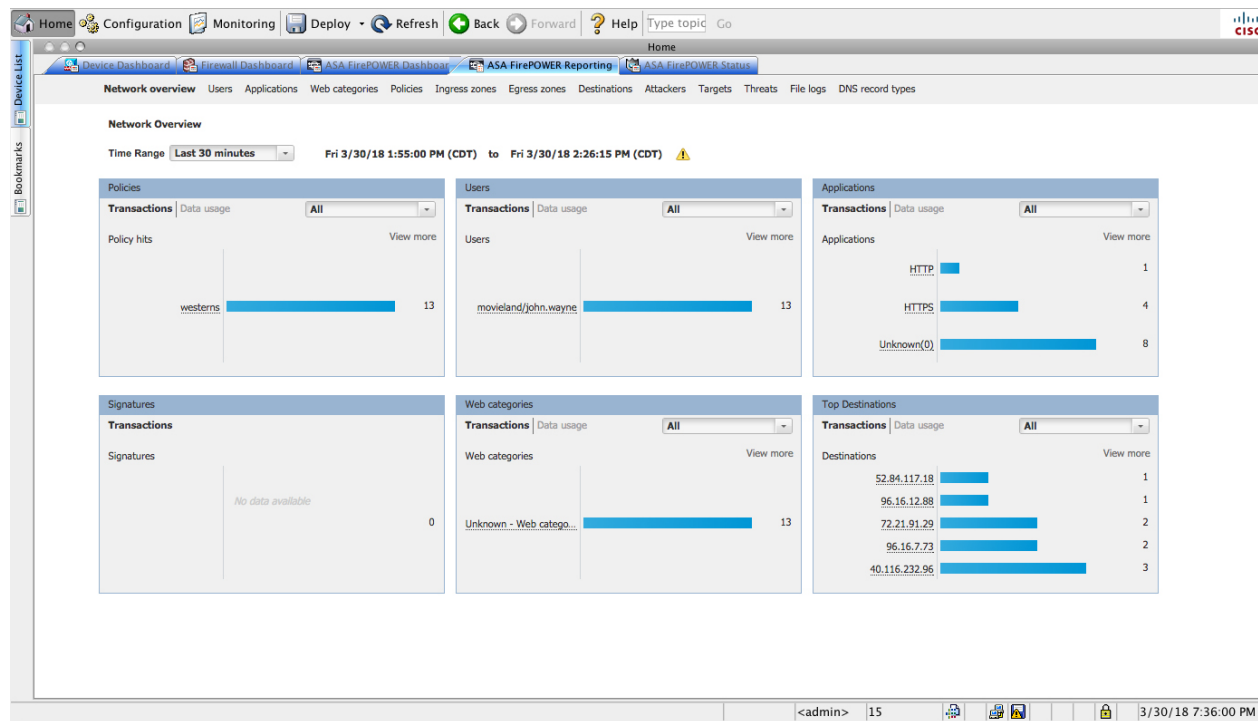 Home Configuration Monitoring Deploy Refresh Back Forward Help Type topic Go
CISC
Home
Device List
Bookmarks
Device Dashboard Firewall Dashboard ASA FirePOWER Dashboar ASA FirePOWER Reporting ASA FirePOWER Status
Network overview Users Applications Web categories Policies Ingress zones Egress zones Destinations Attackers Targets Threats File logs DNS record types
Network Overview
Time Range Last 30 minutes Fri 3/30/18 1:55:00 PM (CDT) to Fri 3/30/18 2:26:15 PM (CDT)
Policies
Transactions Data usage All
Policy hits View more
westerns 13
Users
Transactions Data usage All
Users View more
movieland/john.wayne 13
Applications
Transactions Data usage All
Applications View more
HTTP 1
HTTPS 4
Unknown(0) 8
Signatures
Transactions
Signatures
No data available
0
Web categories
Transactions Data usage All
Web categories View more
Unknown - Web catego... 13
Top Destinations
Transactions Data usage All
Destinations View more
52.84.117.18 1
96.16.12.88 1
72.21.91.29 2
96.16.7.73 2
40.116.232.96 3
<admin> 15 3/30/18 7:36:00 PM